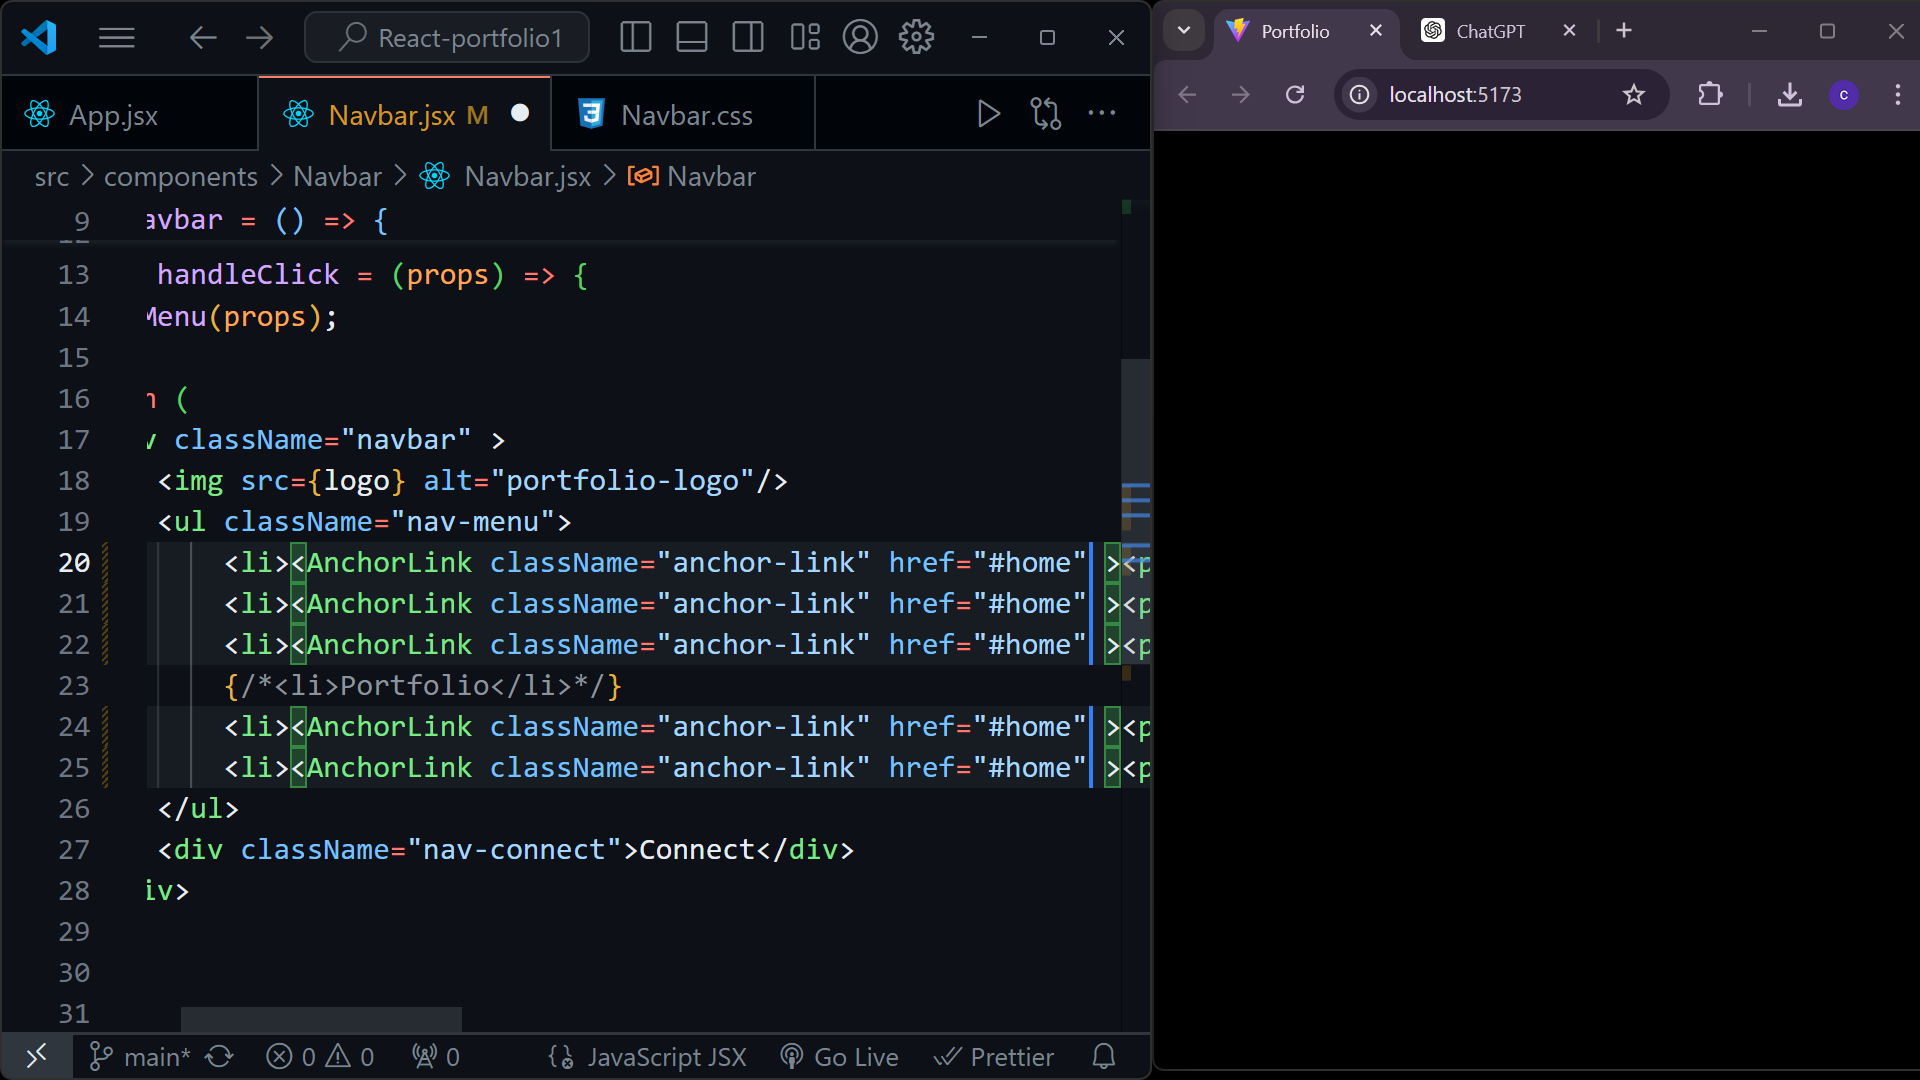 React-portfolio1
App.jsx
Navbar.jsx M
Navbar.css
src > components > Navbar > Navbar.jsx > Navbar
9 avbar = () => {
12
13 handleClick = (props) => {
14 Menu(props);
15
16 n (
17 v className="navbar" >
18 <img src={logo} alt="portfolio-logo"/>
19 <ul className="nav-menu">
20 <li><AnchorLink className="anchor-link" href="#home" ><p
21 <li><AnchorLink className="anchor-link" href="#home" ><p
22 <li><AnchorLink className="anchor-link" href="#home" ><p
23 {/*<li>Portfolio</li>*/}
24 <li><AnchorLink className="anchor-link" href="#home" ><p
25 <li><AnchorLink className="anchor-link" href="#home" ><p
26 </ul>
27 <div className="nav-connect">Connect</div>
28 iv>
29
30
31
main* 0 0 0 JavaScript JSX Go Live Prettier
Portfolio
ChatGPT
localhost:5173
c